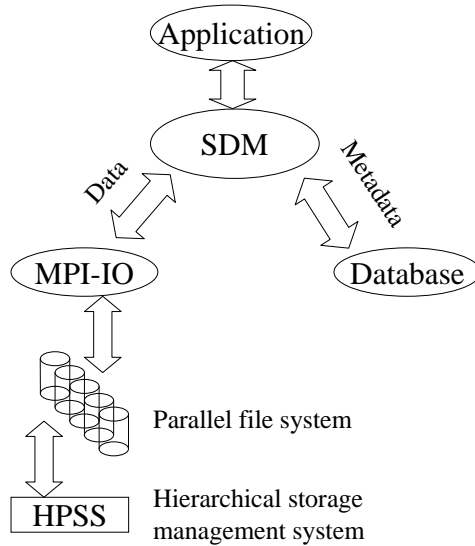 Application
SDM
Data
Metadata
MPI-IO
Database
Parallel file system
HPSS
Hierarchical storage
management system